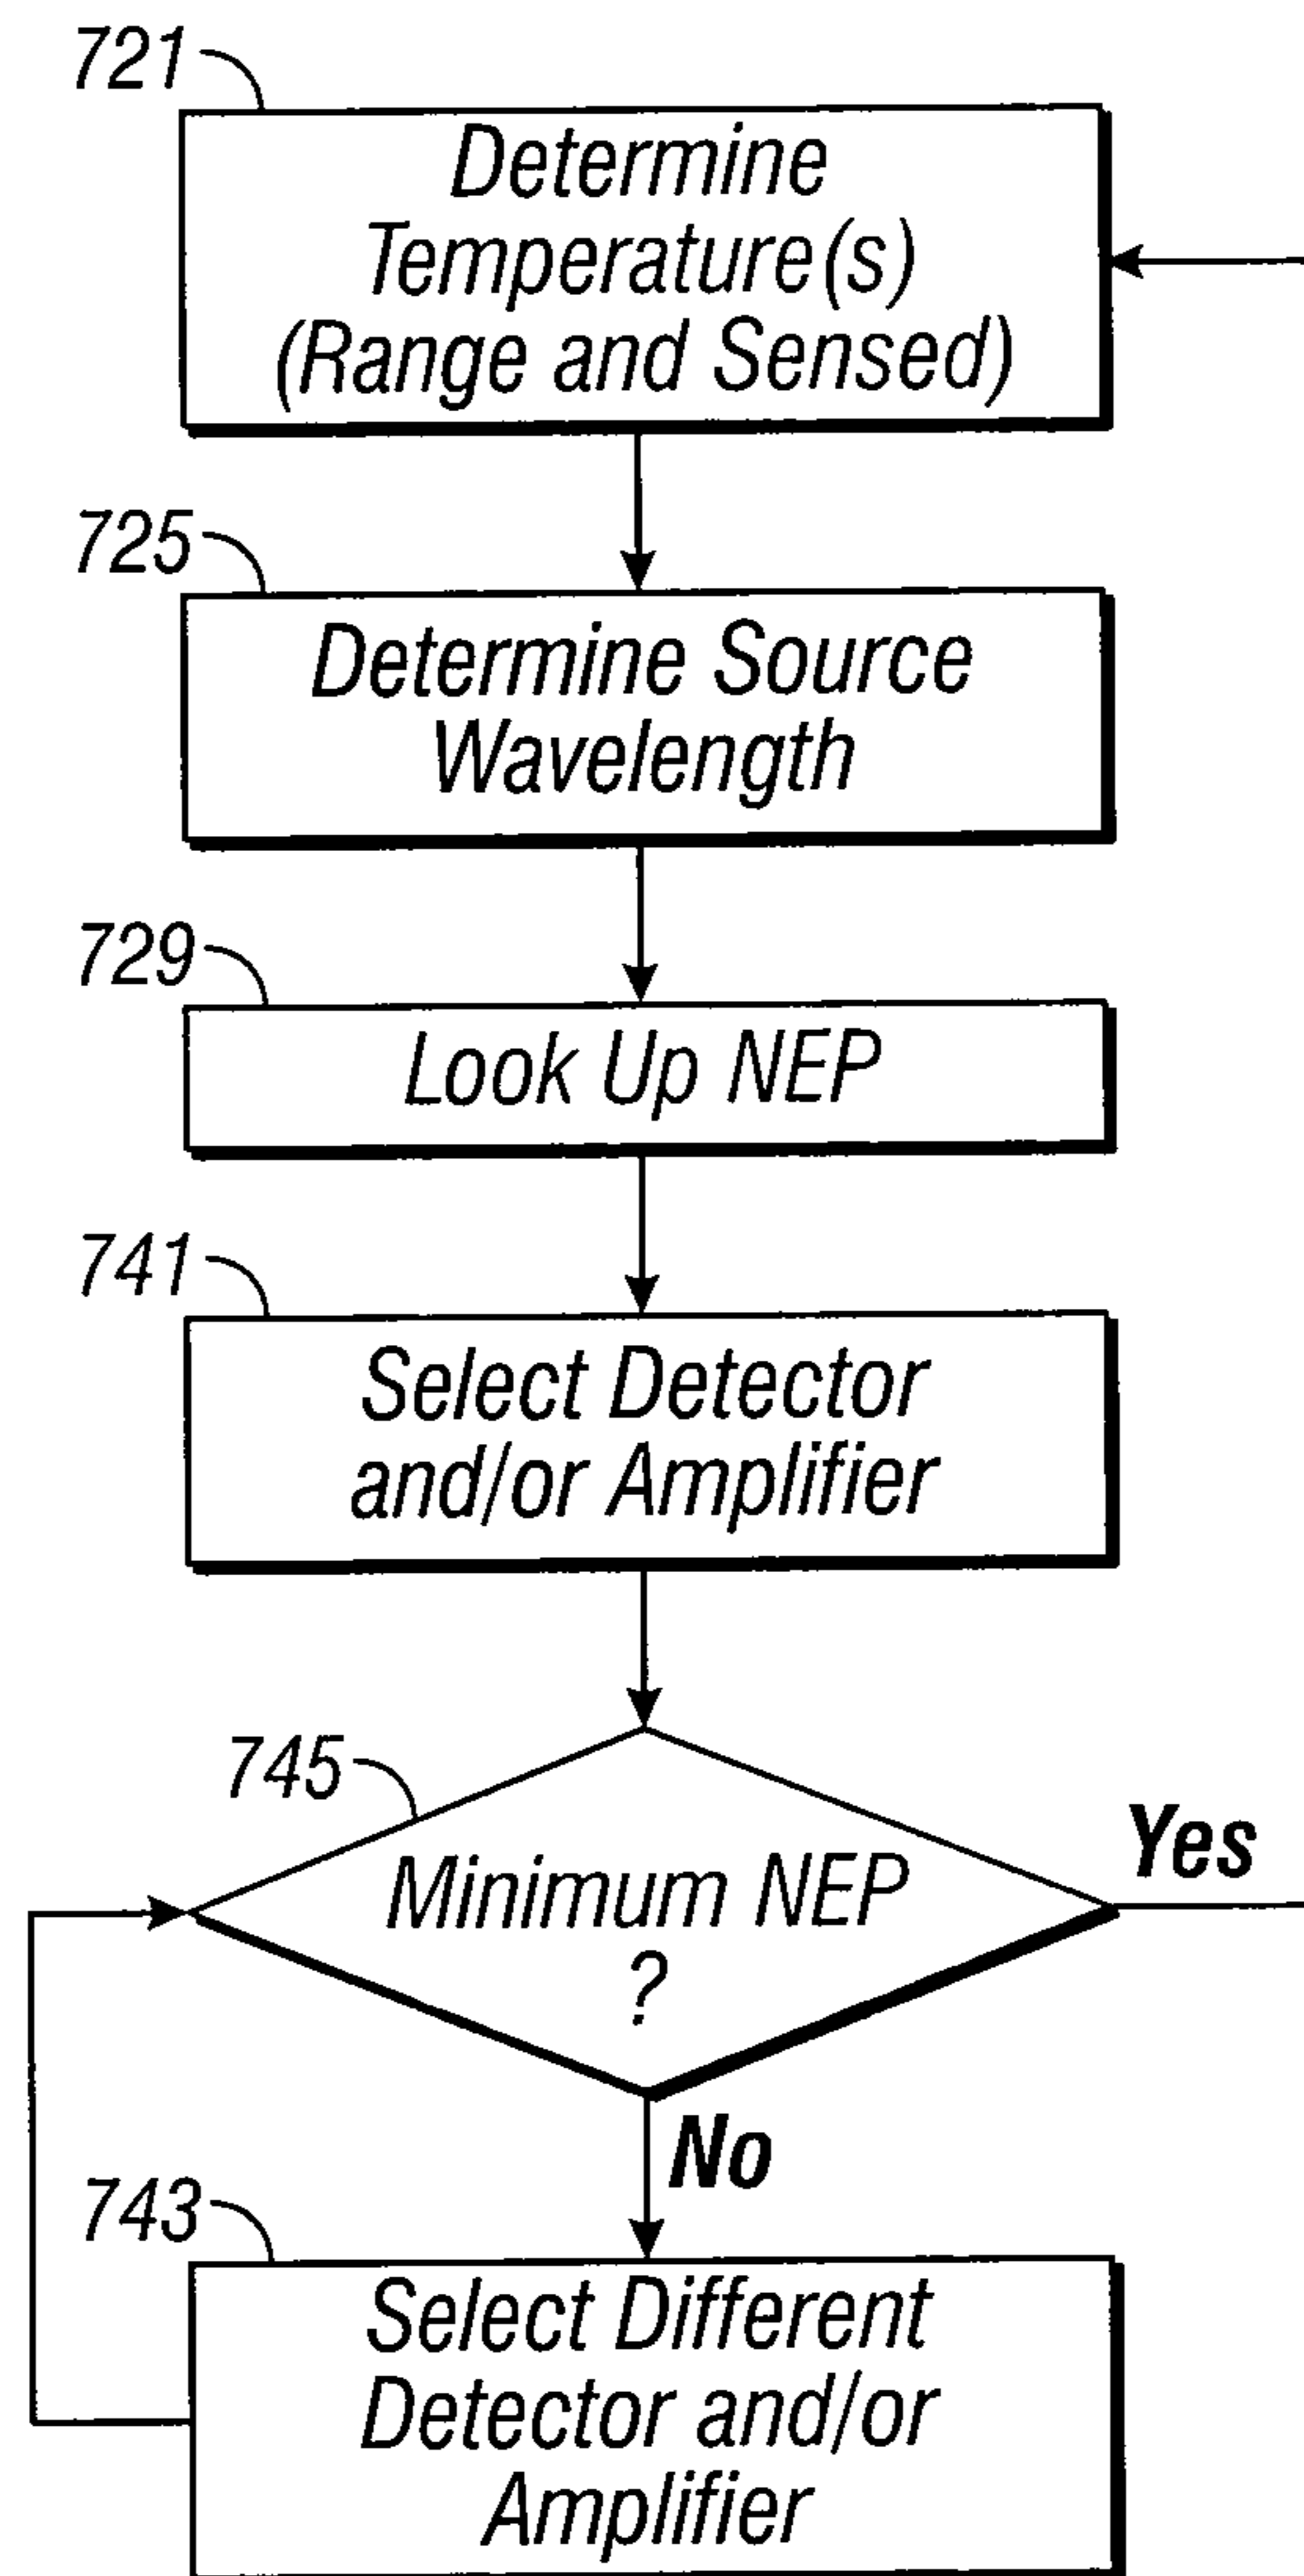 721
Determine
Temperature(s)
(Range and Sensed)
725
Determine Source
Wavelength
729
Look Up NEP
741
Select Detector
and/or Amplifier
745
Minimum NEP
?
Yes
No
743
Select Different
Detector and/or
Amplifier